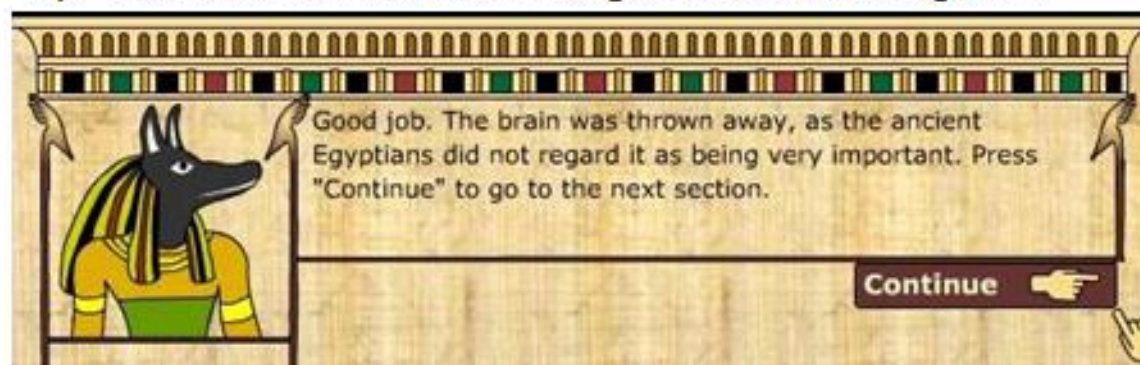 Good job. The brain was thrown away, as the ancient
Egyptians did not regard it as being very important. Press
"Continue" to go to the next section.
Continue